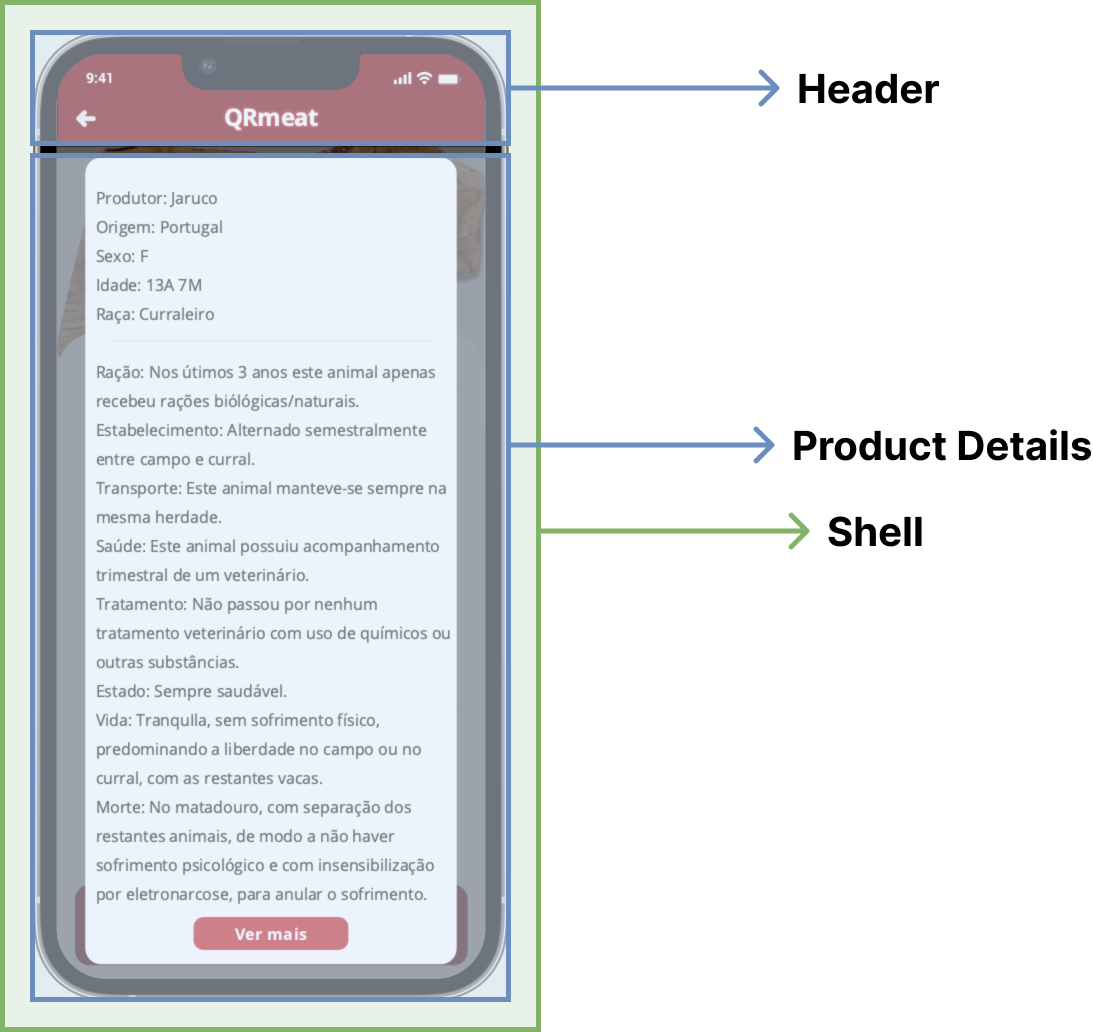 9:41
QRmeat
Header
Produtor: Jaruco
Origem: Portugal
Sexo: F
Idade: 13A 7M
Raça: Curraleiro
Ração: Nos útimos 3 anos este animal apenas
recebeu rações biólógicas/naturais.
Estabelecimento: Alternado semestralmente
entre campo e curral.
Transporte: Este animal manteve-se sempre na
mesma herdade.
Saúde: Este animal possuiu acompanhamento
trimestral de um veterinário.
Tratamento: Não passou por nenhum
tratamento veterinário com uso de químicos ou
outras substâncias.
Estado: Sempre saudável.
Vida: TranquIla, sem sofrimento físico,
predominando a liberdade no campo ou no
curral, com as restantes vacas.
Morte: No matadouro, com separação dos
restantes animais, de modo a não haver
sofrimento psicológico e com insensibilização
por eletronarcose, para anular o sofrimento.
Ver mais
Product Details
Shell